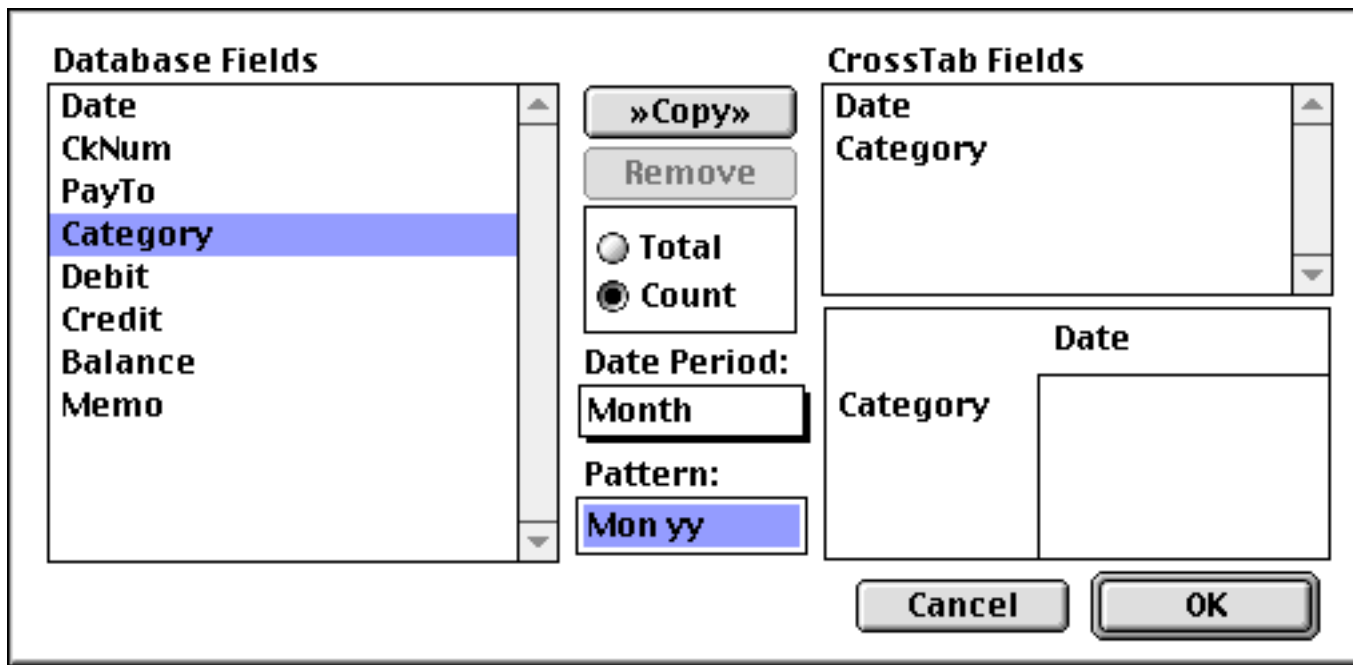 Database Fields
Date
CkNum
PayTo
Category
Debit
Credit
Balance
Memo
»Copy»
Remove
Total
Count
Date Period:
Month
Pattern:
Mon yy
CrossTab Fields
Date
Category
Date
Category
Cancel
OK